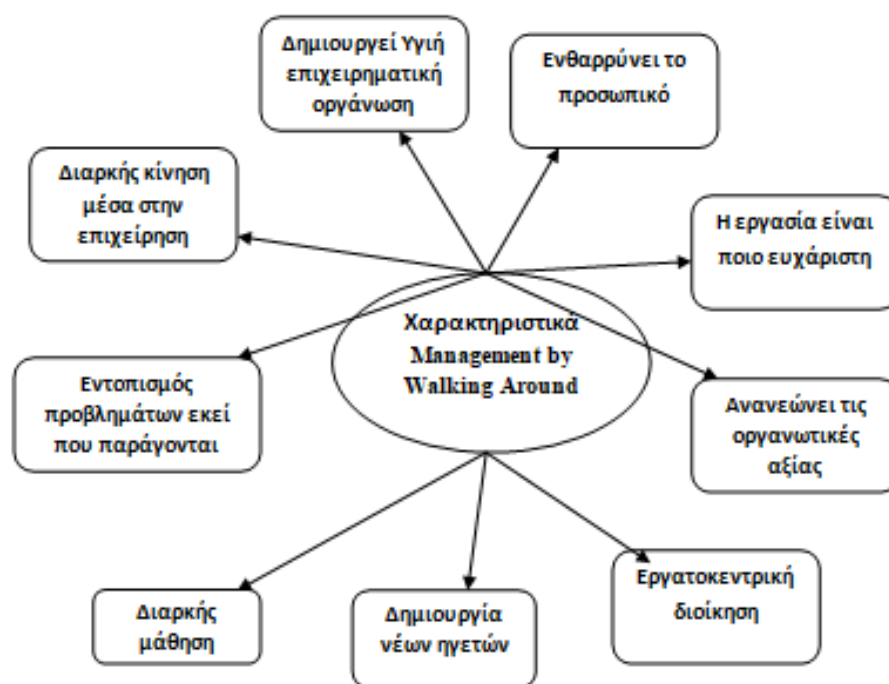 Δημιουργεί Υγιή
επιχειρηματική
οργάνωση
Ενθαρρύνει το
προσωπικό
Διαρκής κίνηση
μέσα στην
επιχείρηση
Η εργασία είναι
ποιο ευχάριστη
Χαρακτηριστικά
Management by
Walking Around
Εντοπισμός
προβλημάτων εκεί
που παράγονται
Ανανεώνει τις
οργανωτικές
αξίας
Διαρκής
μάθηση
Δημιουργία
νέων ηγετών
Εργατοκεντρική
διοίκηση